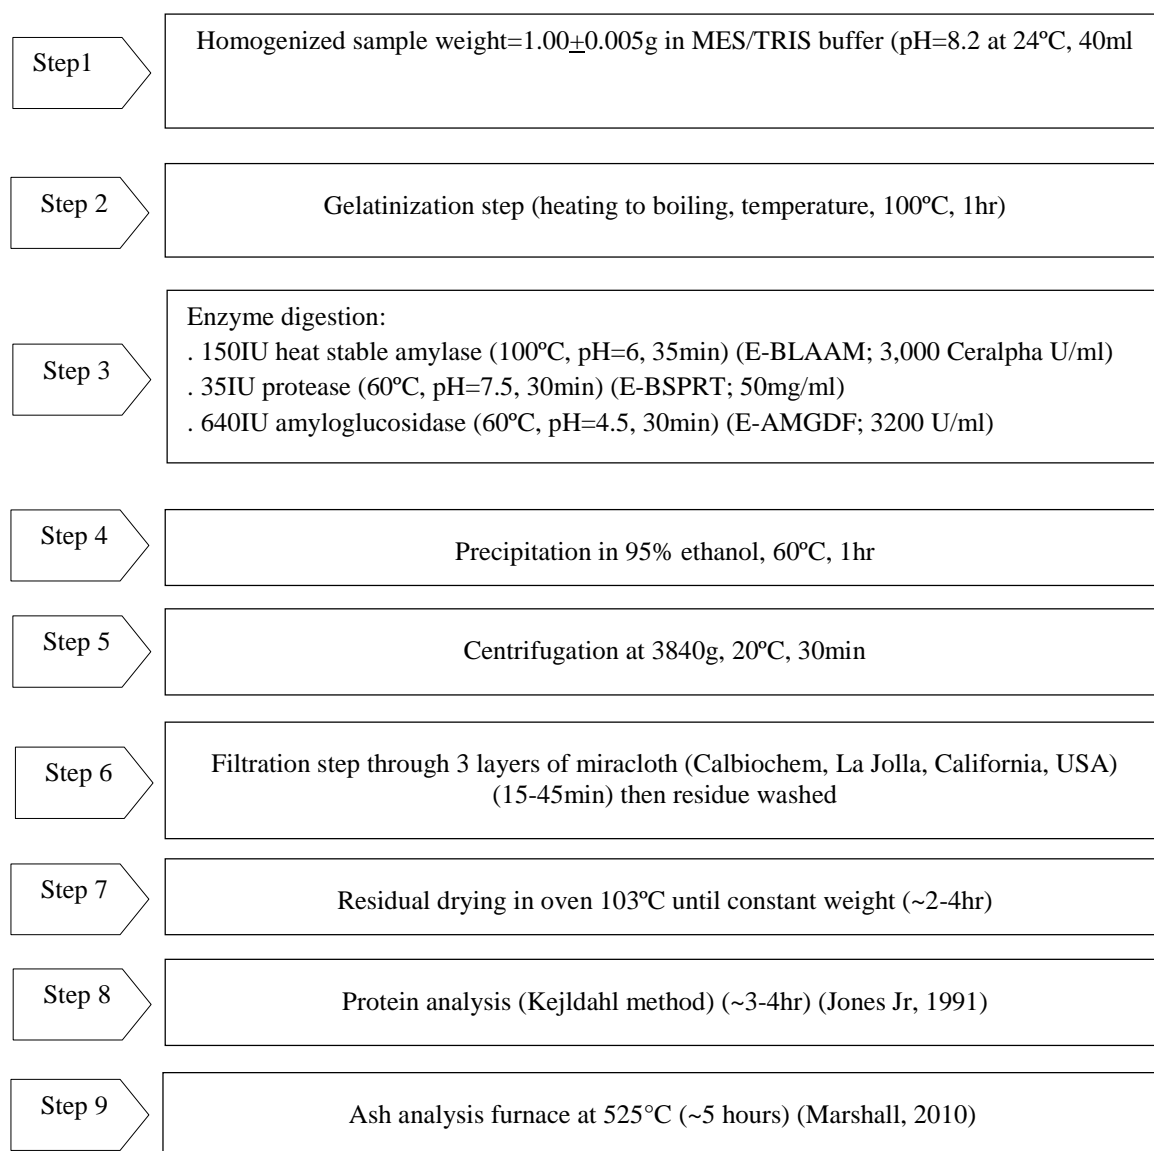 Step1
Homogenized sample weight=1.00±0.005g in MES/TRIS buffer (pH=8.2 at 24ºC, 40ml
Step 2
Gelatinization step (heating to boiling, temperature, 100ºC, 1hr)
Step 3
Enzyme digestion:
. 150IU heat stable amylase (100ºC, pH=6, 35min) (E-BLAAM; 3,000 Ceralpha U/ml)
. 35IU protease (60ºC, pH=7.5, 30min) (E-BSPRT; 50mg/ml)
. 640IU amyloglucosidase (60ºC, pH=4.5, 30min) (E-AMGDF; 3200 U/ml)
Step 4
Precipitation in 95% ethanol, 60ºC, 1hr
Step 5
Centrifugation at 3840g, 20ºC, 30min
Step 6
Filtration step through 3 layers of miracloth (Calbiochem, La Jolla, California, USA)
(15-45min) then residue washed
Step 7
Residual drying in oven 103ºC until constant weight (~2-4hr)
Step 8
Protein analysis (Kejldahl method) (~3-4hr) (Jones Jr, 1991)
Step 9
Ash analysis furnace at 525°C (~5 hours) (Marshall, 2010)